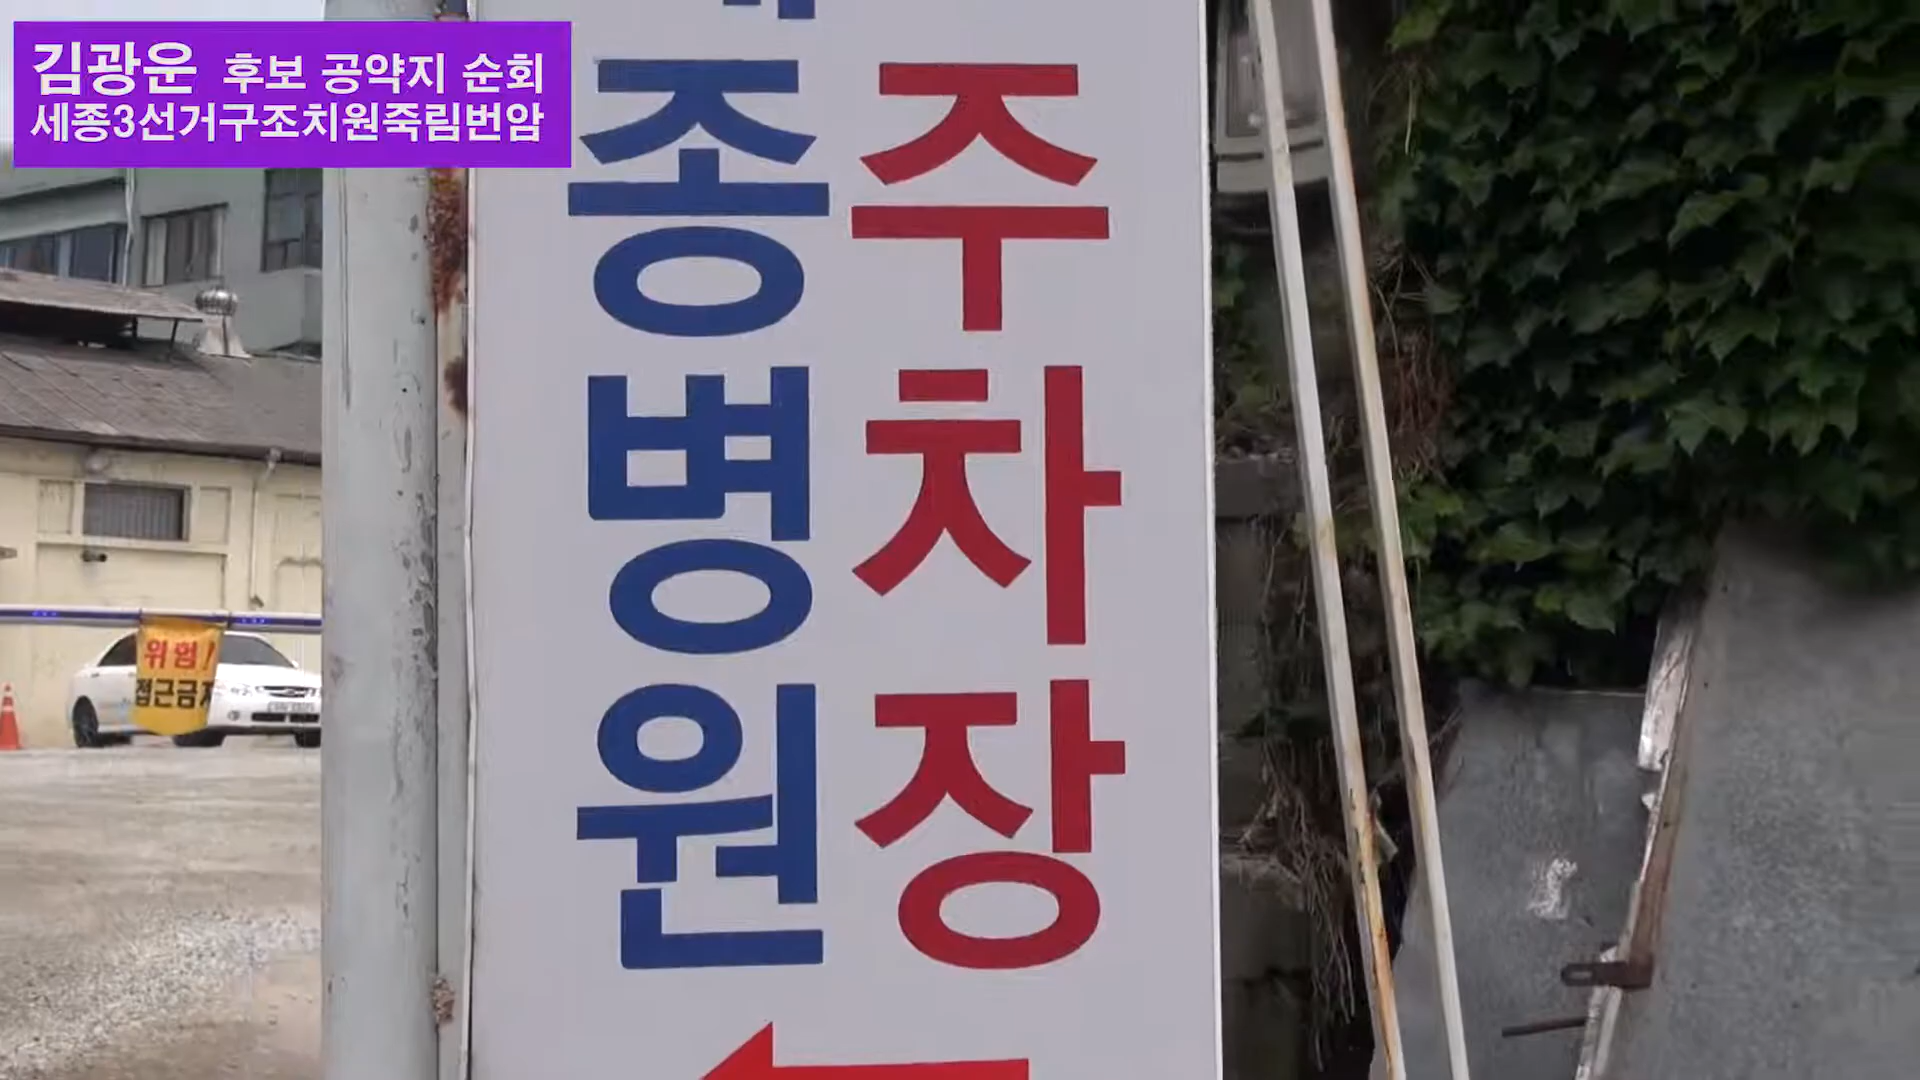 김광운 후보 공약지 순회
세종3선거구조치원죽림번암
종병원
주차장
위험!
접근금지